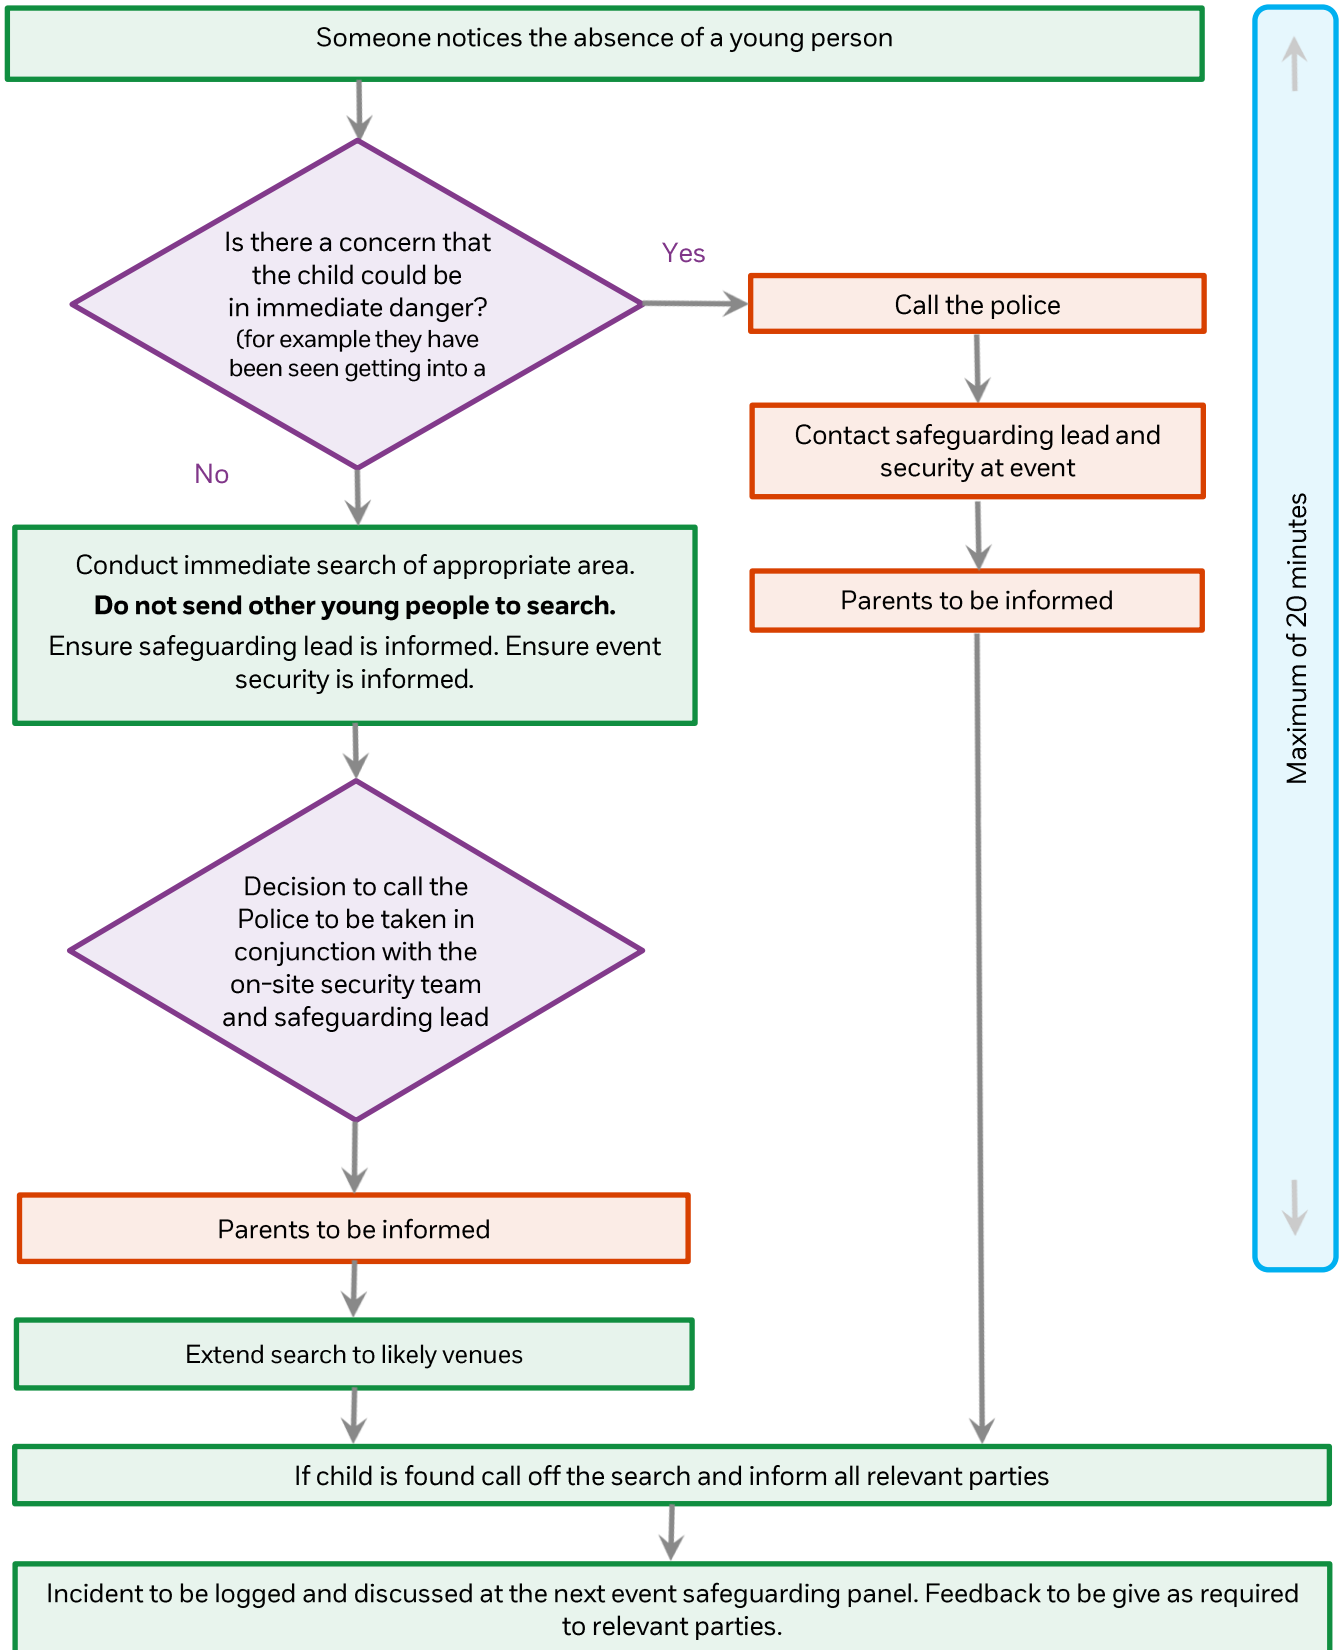 Someone notices the absence of a young person
Is there a concern that
the child could be
in immediate danger?
(for example they have
been seen getting into a
Yes
Call the police
Contact safeguarding lead and
security at event
Parents to be informed
No
Conduct immediate search of appropriate area.
Do not send other young people to search.
Ensure safeguarding lead is informed. Ensure event
security is informed.
Decision to call the
Police to be taken in
conjunction with the
on-site security team
and safeguarding lead
Parents to be informed
Extend search to likely venues
If child is found call off the search and inform all relevant parties
Incident to be logged and discussed at the next event safeguarding panel. Feedback to be give as required
to relevant parties.
Maximum of 20 minutes